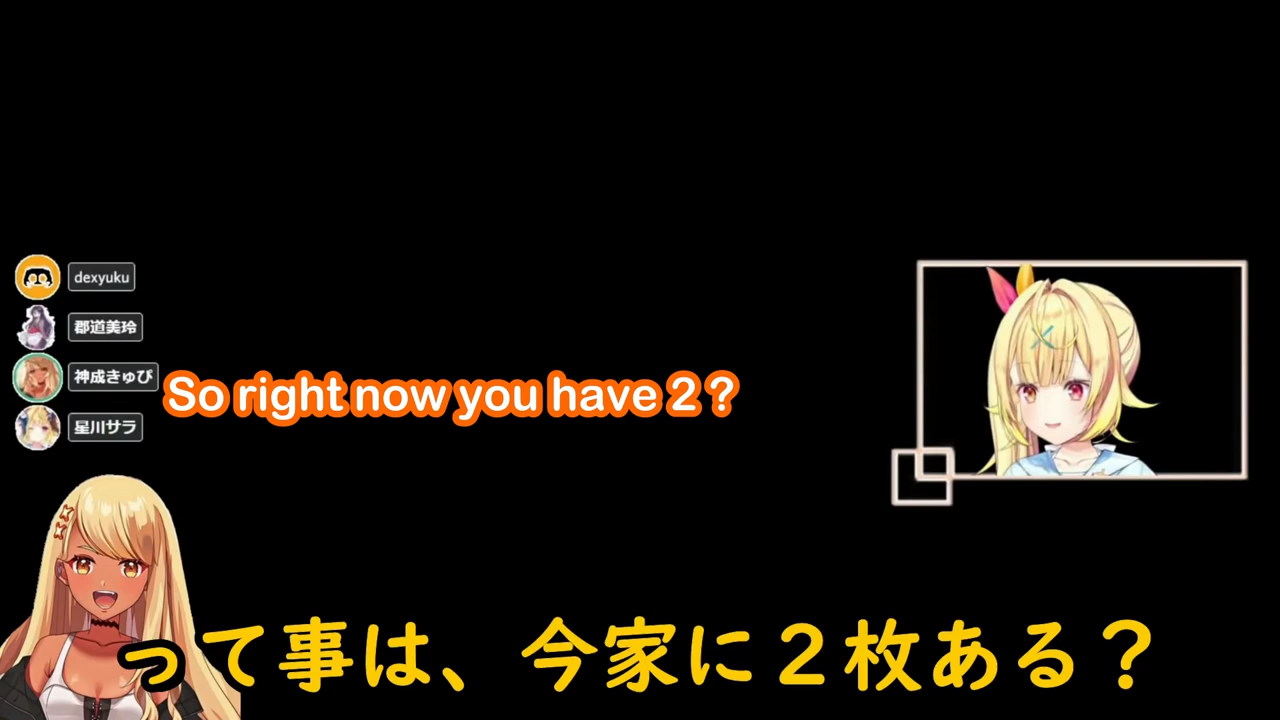 dexyuku
郡道美玲
神成きゅぴ
So right now you have 2 ?
星川サラ
って事は、今家に２枚ある？